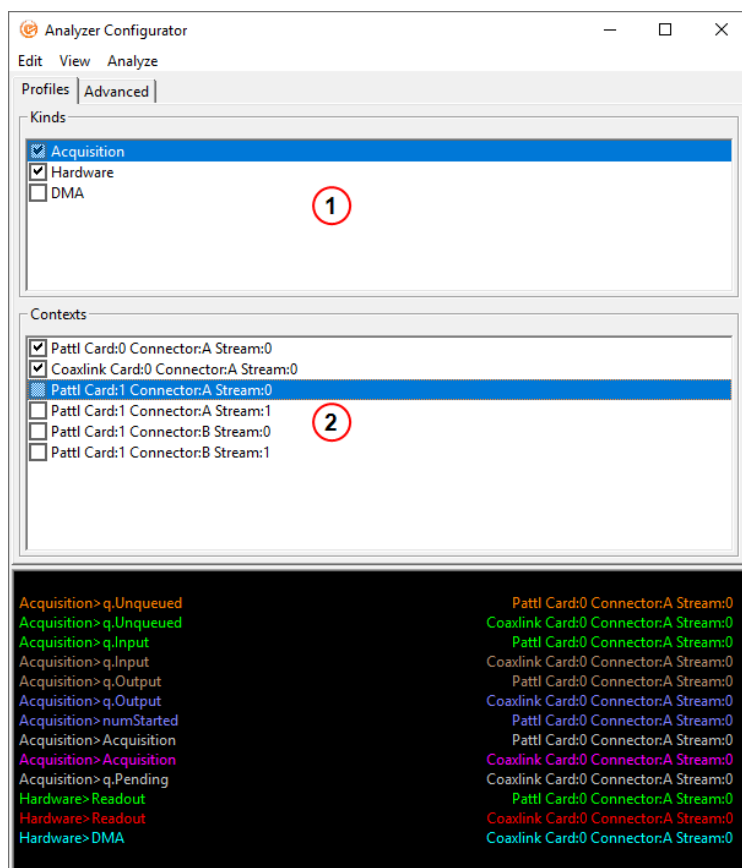 Analyzer Configurator
Edit View Analyze
Profiles Advanced
Kinds
Acquisition
Hardware
DMA
1
Contexts
Pattl Card:0 Connector:A Stream:0
Coaxlink Card:0 Connector:A Stream:0
Pattl Card:1 Connector:A Stream:0
Pattl Card:1 Connector:A Stream:1
Pattl Card:1 Connector:B Stream:0
Pattl Card:1 Connector:B Stream:1
2
Acquisition>q.Unqueued Pattl Card:0 Connector:A Stream:0
Acquisition>q.Unqueued Coaxlink Card:0 Connector:A Stream:0
Acquisition>q.Input Pattl Card:0 Connector:A Stream:0
Acquisition>q.Input Coaxlink Card:0 Connector:A Stream:0
Acquisition>q.Output Pattl Card:0 Connector:A Stream:0
Acquisition>q.Output Coaxlink Card:0 Connector:A Stream:0
Acquisition>numStarted Pattl Card:0 Connector:A Stream:0
Acquisition>Acquisition Pattl Card:0 Connector:A Stream:0
Acquisition>Acquisition Coaxlink Card:0 Connector:A Stream:0
Acquisition>q.Pending Coaxlink Card:0 Connector:A Stream:0
Hardware>Readout Pattl Card:0 Connector:A Stream:0
Hardware>Readout Coaxlink Card:0 Connector:A Stream:0
Hardware>DMA Coaxlink Card:0 Connector:A Stream:0